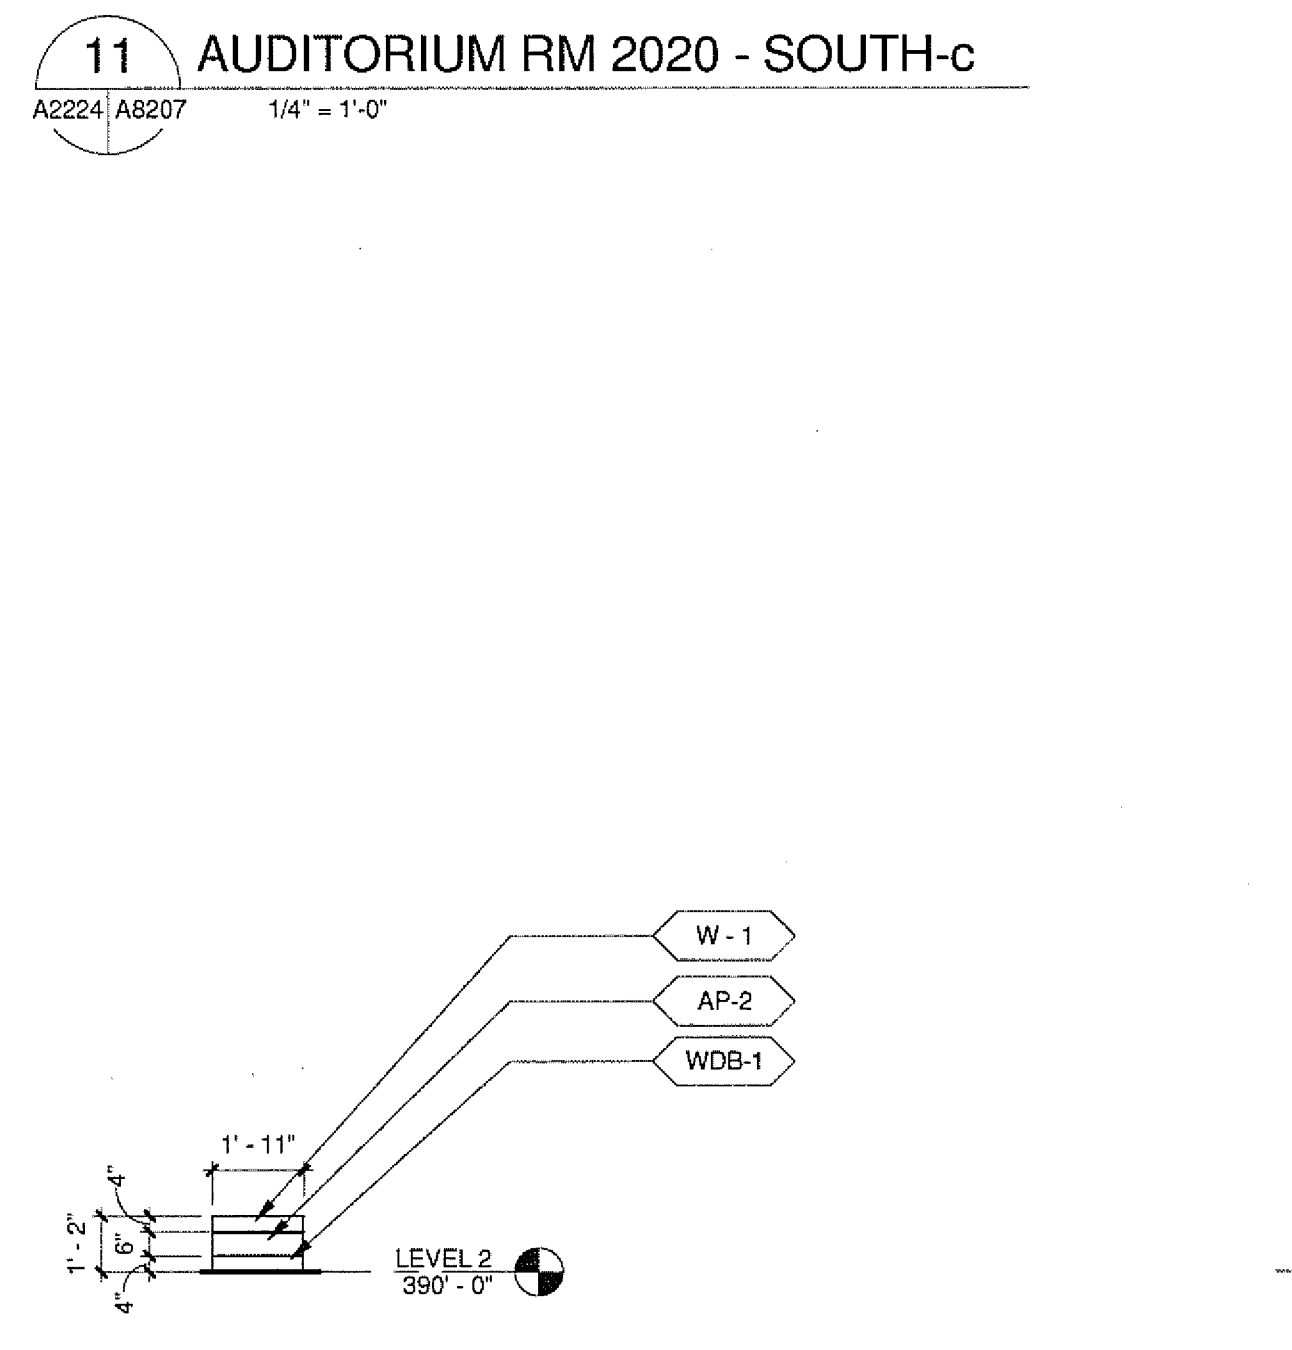 11
AUDITORIUM RM 2020 - SOUTH-c
A2224 A8207
1/4" = 1'-0"
W - 1
AP-2
WDB-1
1' - 11"
4"
1' - 2"
6"
4"
LEVEL 2
390' - 0"